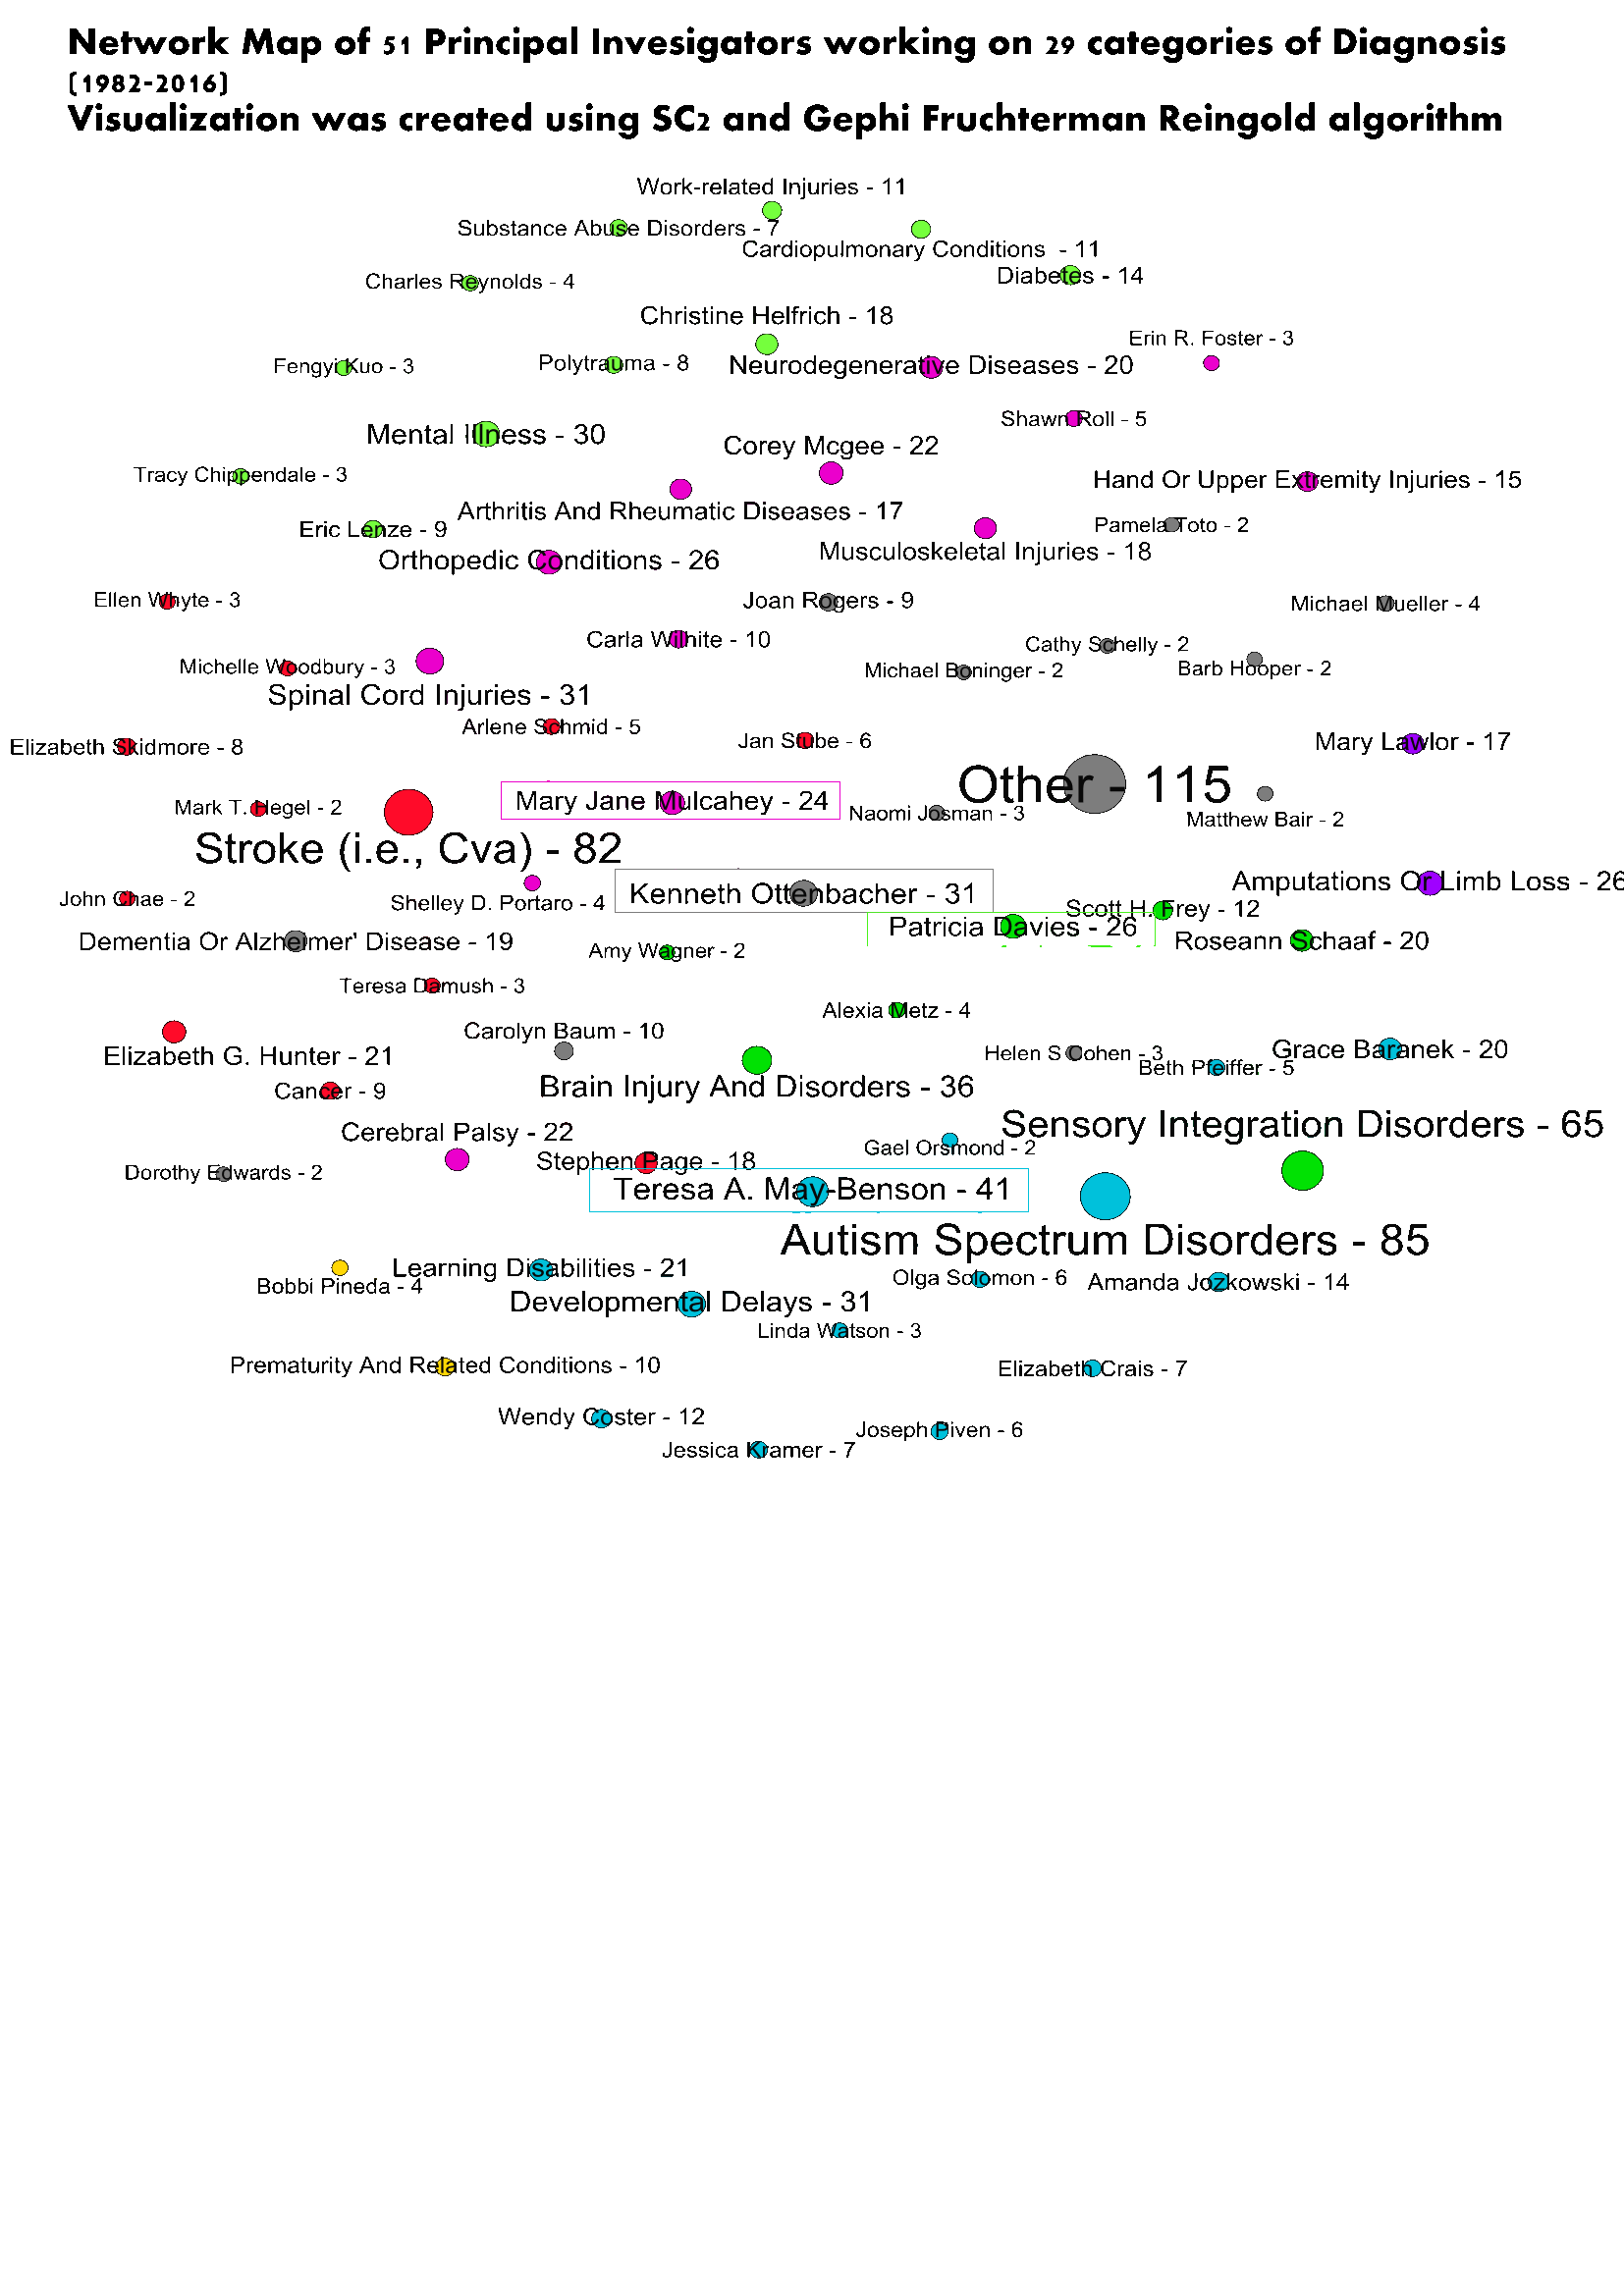 Network Map of 51 Principal Invesigators working on 29 categories of Diagnosis
(1982-2016)
Visualization was created using SC2 and Gephi Fruchterman Reingold algorithm
Work-related Injuries - 11
Substance Abuse Disorders - 7
Cardiopulmonary Conditions - 11
Diabetes - 14
Charles Reynolds - 4
Christine Helfrich - 18
Erin R. Foster - 3
Fengyi Kuo - 3
Polytrauma - 8
Neurodegenerative Diseases - 20
Shawn Roll - 5
Mental Illness - 30
Corey Mcgee - 22
Tracy Chippendale - 3
Hand Or Upper Extremity Injuries - 15
Arthritis And Rheumatic Diseases - 17
Eric Lenze - 9
Pamela Toto - 2
Musculoskeletal Injuries - 18
Orthopedic Conditions - 26
Ellen Whyte - 3
Joan Rogers - 9
Michael Mueller - 4
Carla Wilhite - 10
Cathy Schelly - 2
Michelle Woodbury - 3
Michael Boninger - 2
Barb Hooper - 2
Spinal Cord Injuries - 31
Arlene Schmid - 5
Elizabeth Skidmore - 8
Jan Stube - 6
Mary Lawlor - 17
Other - 115
Mary Jane Mulcahey - 24
Mark T. Hegel - 2
Naomi Josman - 3
Matthew Bair - 2
Stroke (i.e., Cva) - 82
Amputations Or Limb Loss - 26
Kenneth Ottenbacher - 31
John Chae - 2
Shelley D. Portaro - 4
Scott H. Frey - 12
Patricia Davies - 26
Dementia Or Alzheimer' Disease - 19
Amy Wagner - 2
Roseann Schaaf - 20
Teresa Damush - 3
Alexia Metz - 4
Carolyn Baum - 10
Elizabeth G. Hunter - 21
Helen S Cohen - 3
Grace Baranek - 20
Beth Pfeiffer - 5
Cancer - 9
Brain Injury And Disorders - 36
Sensory Integration Disorders - 65
Cerebral Palsy - 22
Gael Orsmond - 2
Stephen Page - 18
Dorothy Edwards - 2
Teresa A. May-Benson - 41
Autism Spectrum Disorders - 85
Learning Disabilities - 21
Bobbi Pineda - 4
Olga Solomon - 6
Amanda Jozkowski - 14
Developmental Delays - 31
Linda Watson - 3
Prematurity And Related Conditions - 10
Elizabeth Crais - 7
Wendy Coster - 12
Joseph Piven - 6
Jessica Kramer - 7